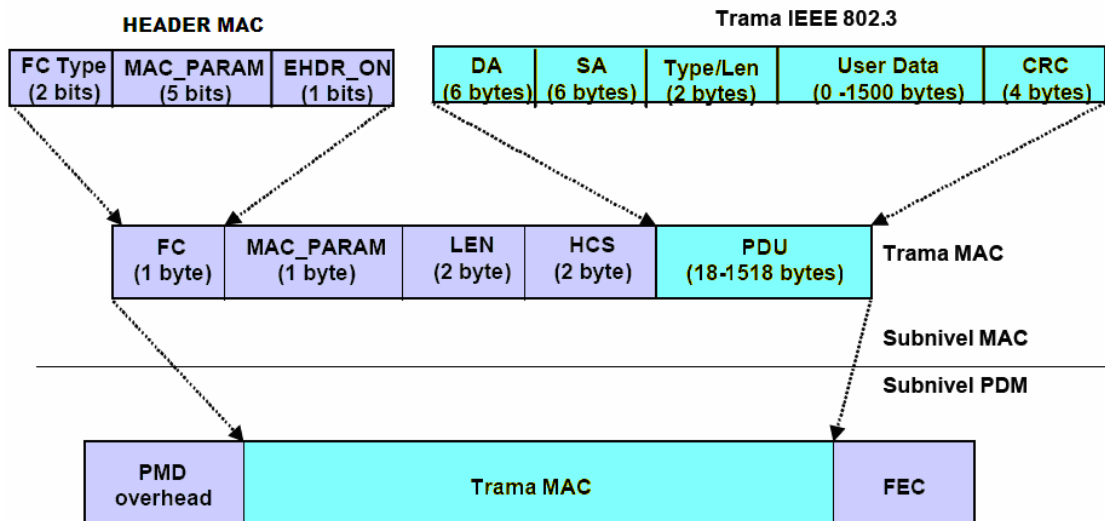 HEADER MAC
Trama IEEE 802.3
FC Type
(2 bits)
MAC_PARAM
(5 bits)
EHDR_ON
(1 bits)
DA
(6 bytes)
SA
(6 bytes)
Type/Len
(2 bytes)
User Data
(0 -1500 bytes)
CRC
(4 bytes)
FC
(1 byte)
MAC_PARAM
(1 byte)
LEN
(2 byte)
HCS
(2 byte)
PDU
(18-1518 bytes)
Trama MAC
Subnivel MAC
Subnivel PDM
PMD
overhead
Trama MAC
FEC